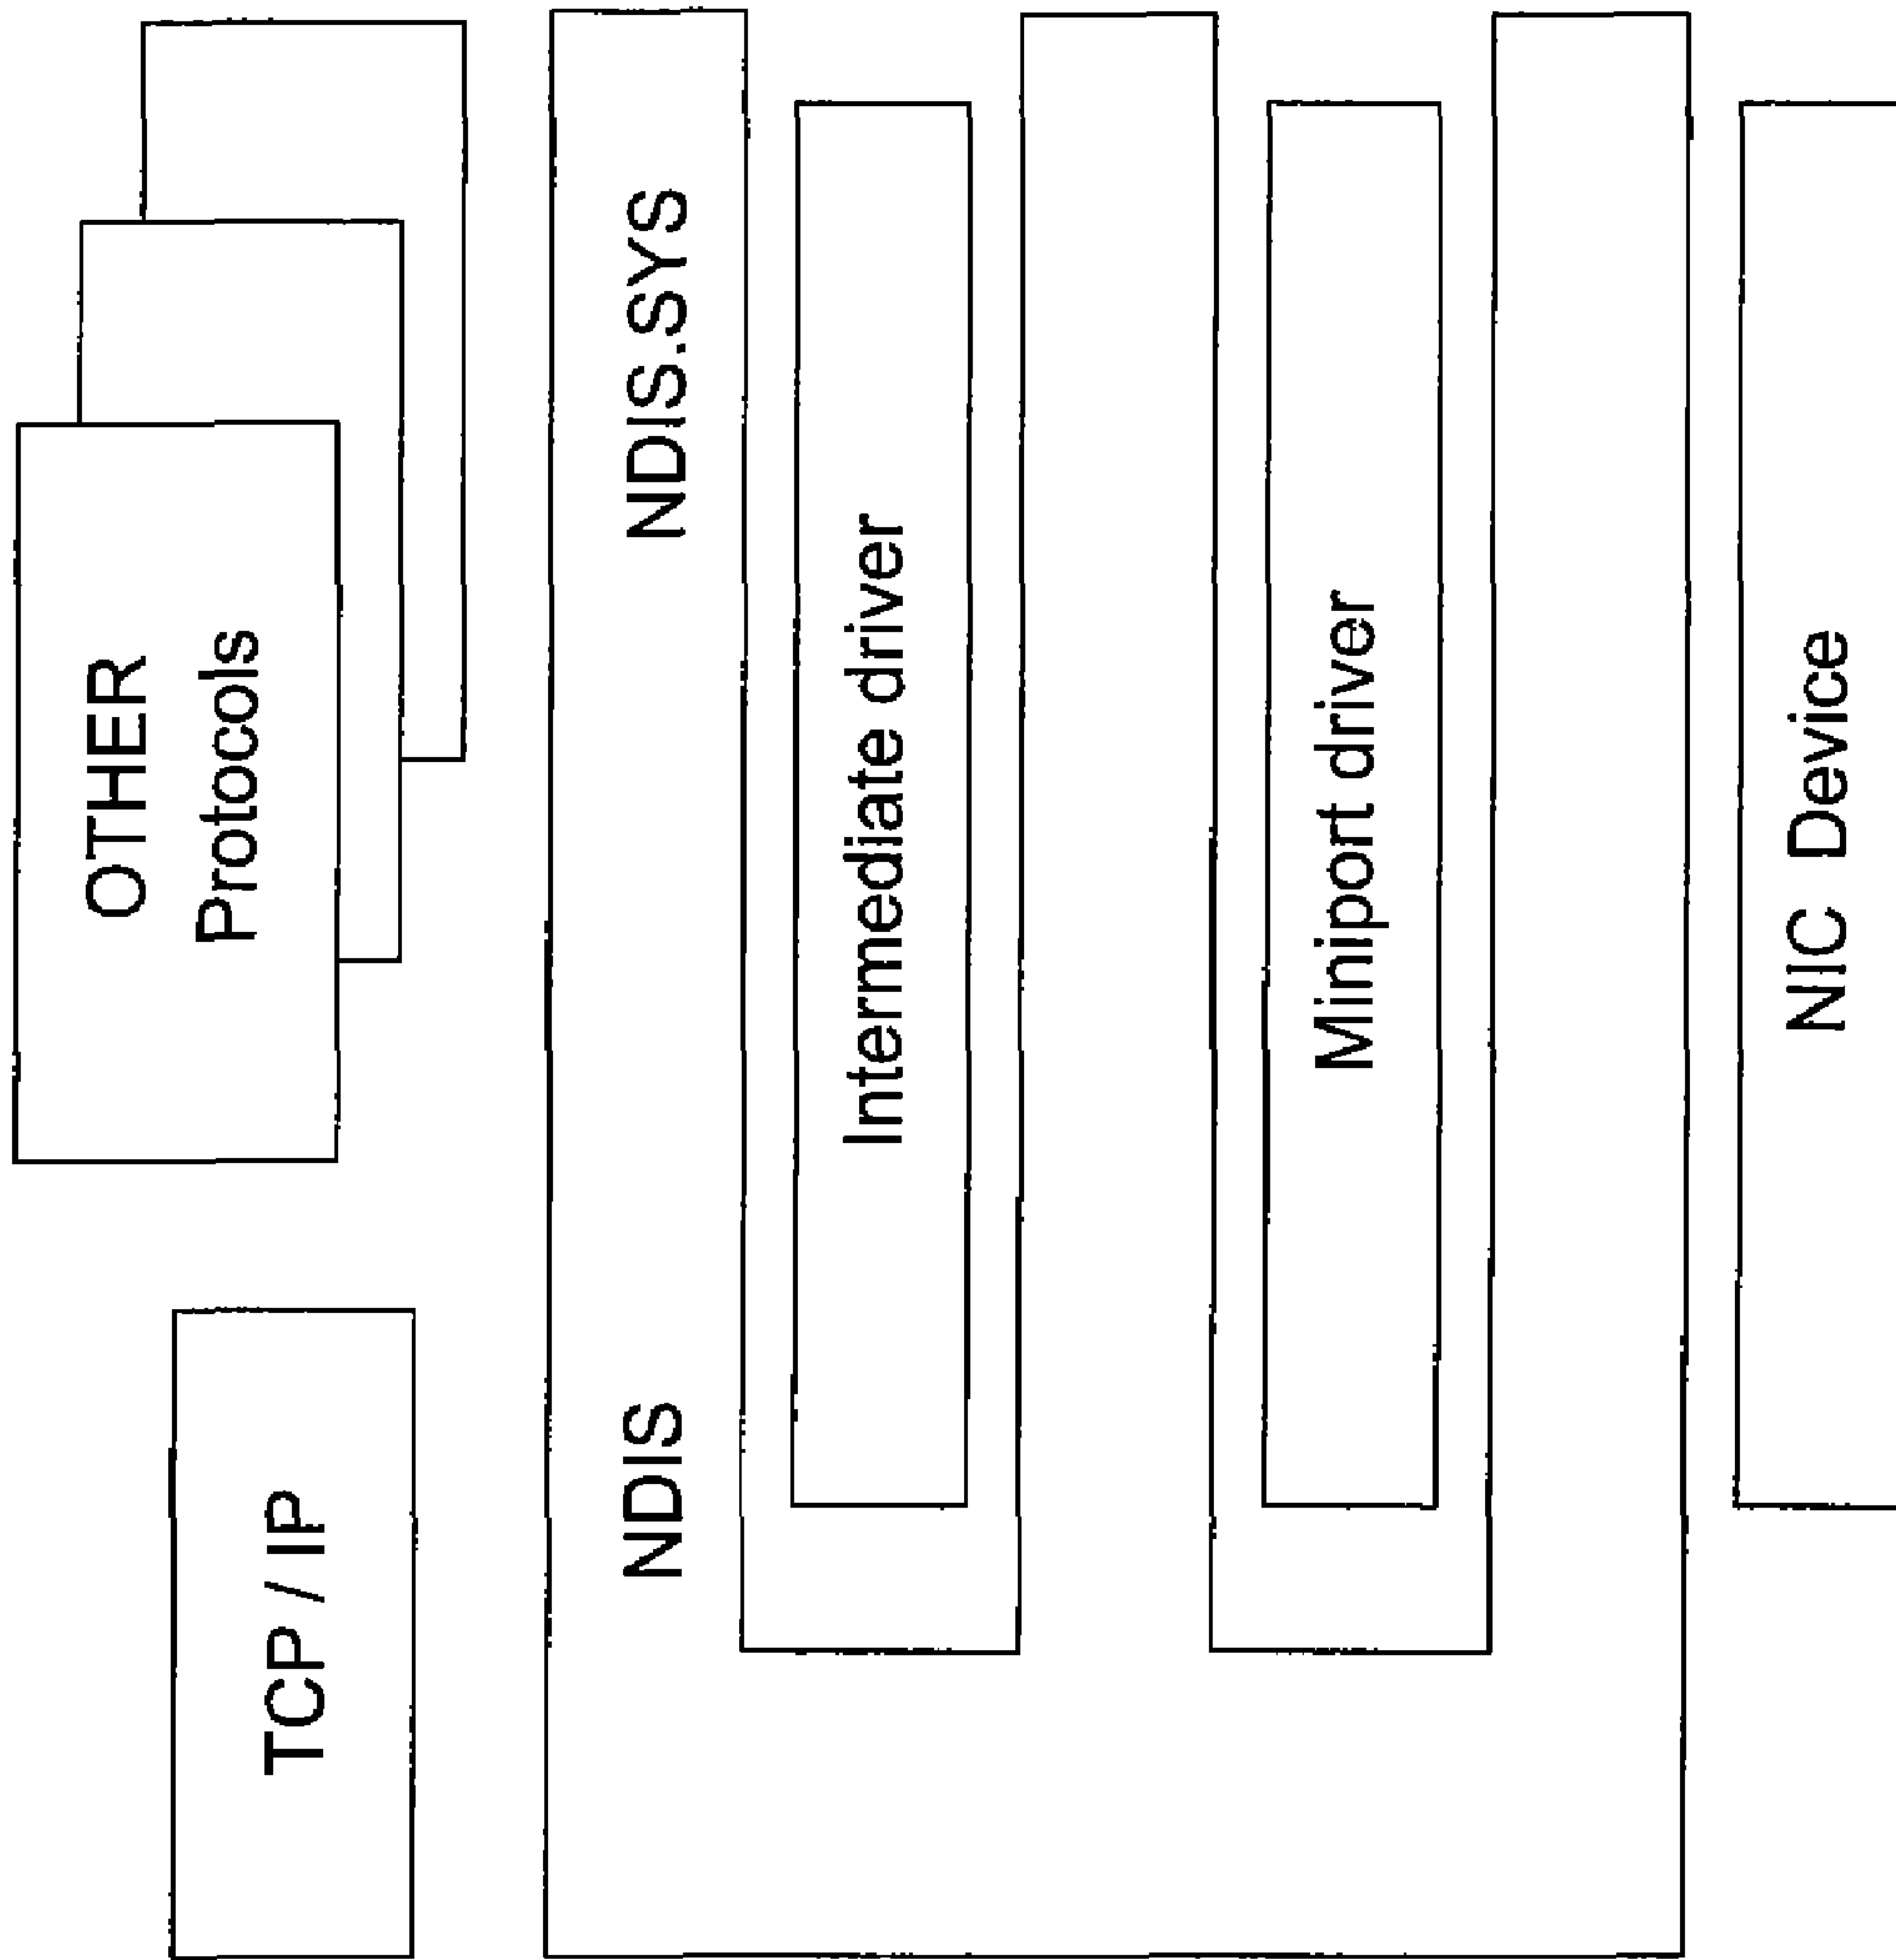 TCP / IP
OTHER
Protocols
NDIS
NDIS.SYS
Intermediate driver
Miniport driver
NIC Device